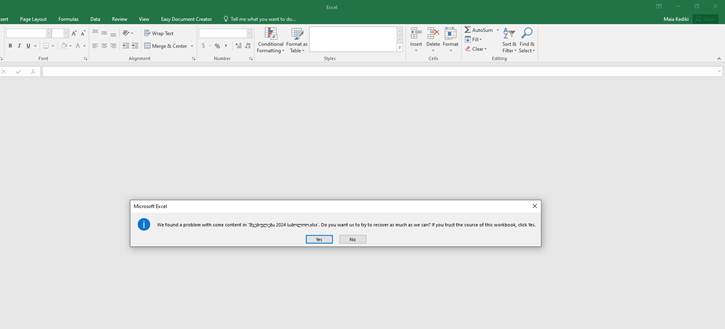 Excel
sert Page Layout Formulas Data Review View Easy Document Creator Tell me what you want to do...
Maia Kediki
Wrap Text
Merge & Center
Conditional Formatting
Format as Table
Insert Delete Format
AutoSum
Fill
Clear
Sort & Filter
Find & Select
Font Alignment Number Styles Cells Editing
Microsoft Excel
We found a problem with some content in 2024 Do you want us to try to recover as much as we can? If you trust the source of this workbook, click Yes.
Yes No